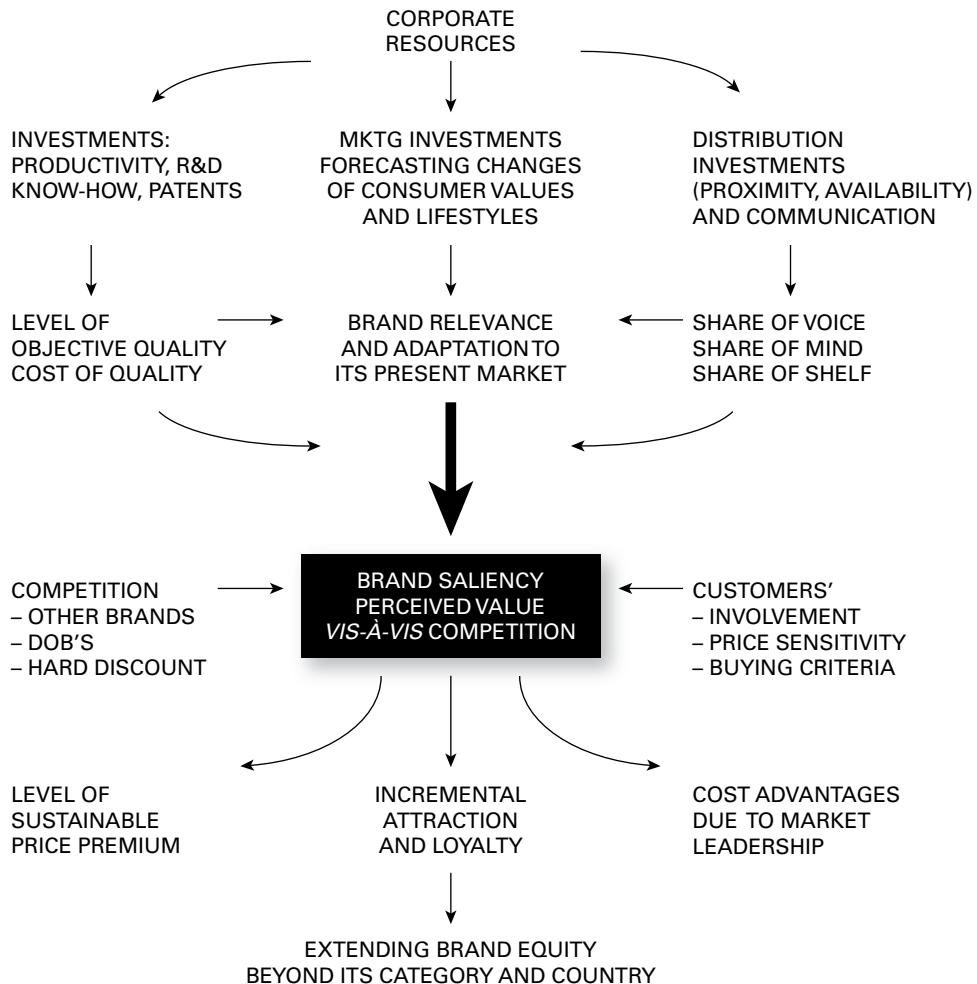 CORPORATE
RESOURCES
INVESTMENTS:
PRODUCTIVITY, R&D
KNOW-HOW, PATENTS
MKTG INVESTMENTS
FORECASTING CHANGES
OF CONSUMER VALUES
AND LIFESTYLES
DISTRIBUTION
INVESTMENTS
(PROXIMITY, AVAILABILITY)
AND COMMUNICATION
LEVEL OF
OBJECTIVE QUALITY
COST OF QUALITY
BRAND RELEVANCE
AND ADAPTATION TO
ITS PRESENT MARKET
SHARE OF VOICE
SHARE OF MIND
SHARE OF SHELF
COMPETITION
– OTHER BRANDS
– DOB'S
– HARD DISCOUNT
BRAND SALIENCY
PERCEIVED VALUE
VIS-À-VIS COMPETITION
CUSTOMERS'
– INVOLVEMENT
– PRICE SENSITIVITY
– BUYING CRITERIA
LEVEL OF
SUSTAINABLE
PRICE PREMIUM
INCREMENTAL
ATTRACTION
AND LOYALTY
COST ADVANTAGES
DUE TO MARKET
LEADERSHIP
EXTENDING BRAND EQUITY
BEYOND ITS CATEGORY AND COUNTRY